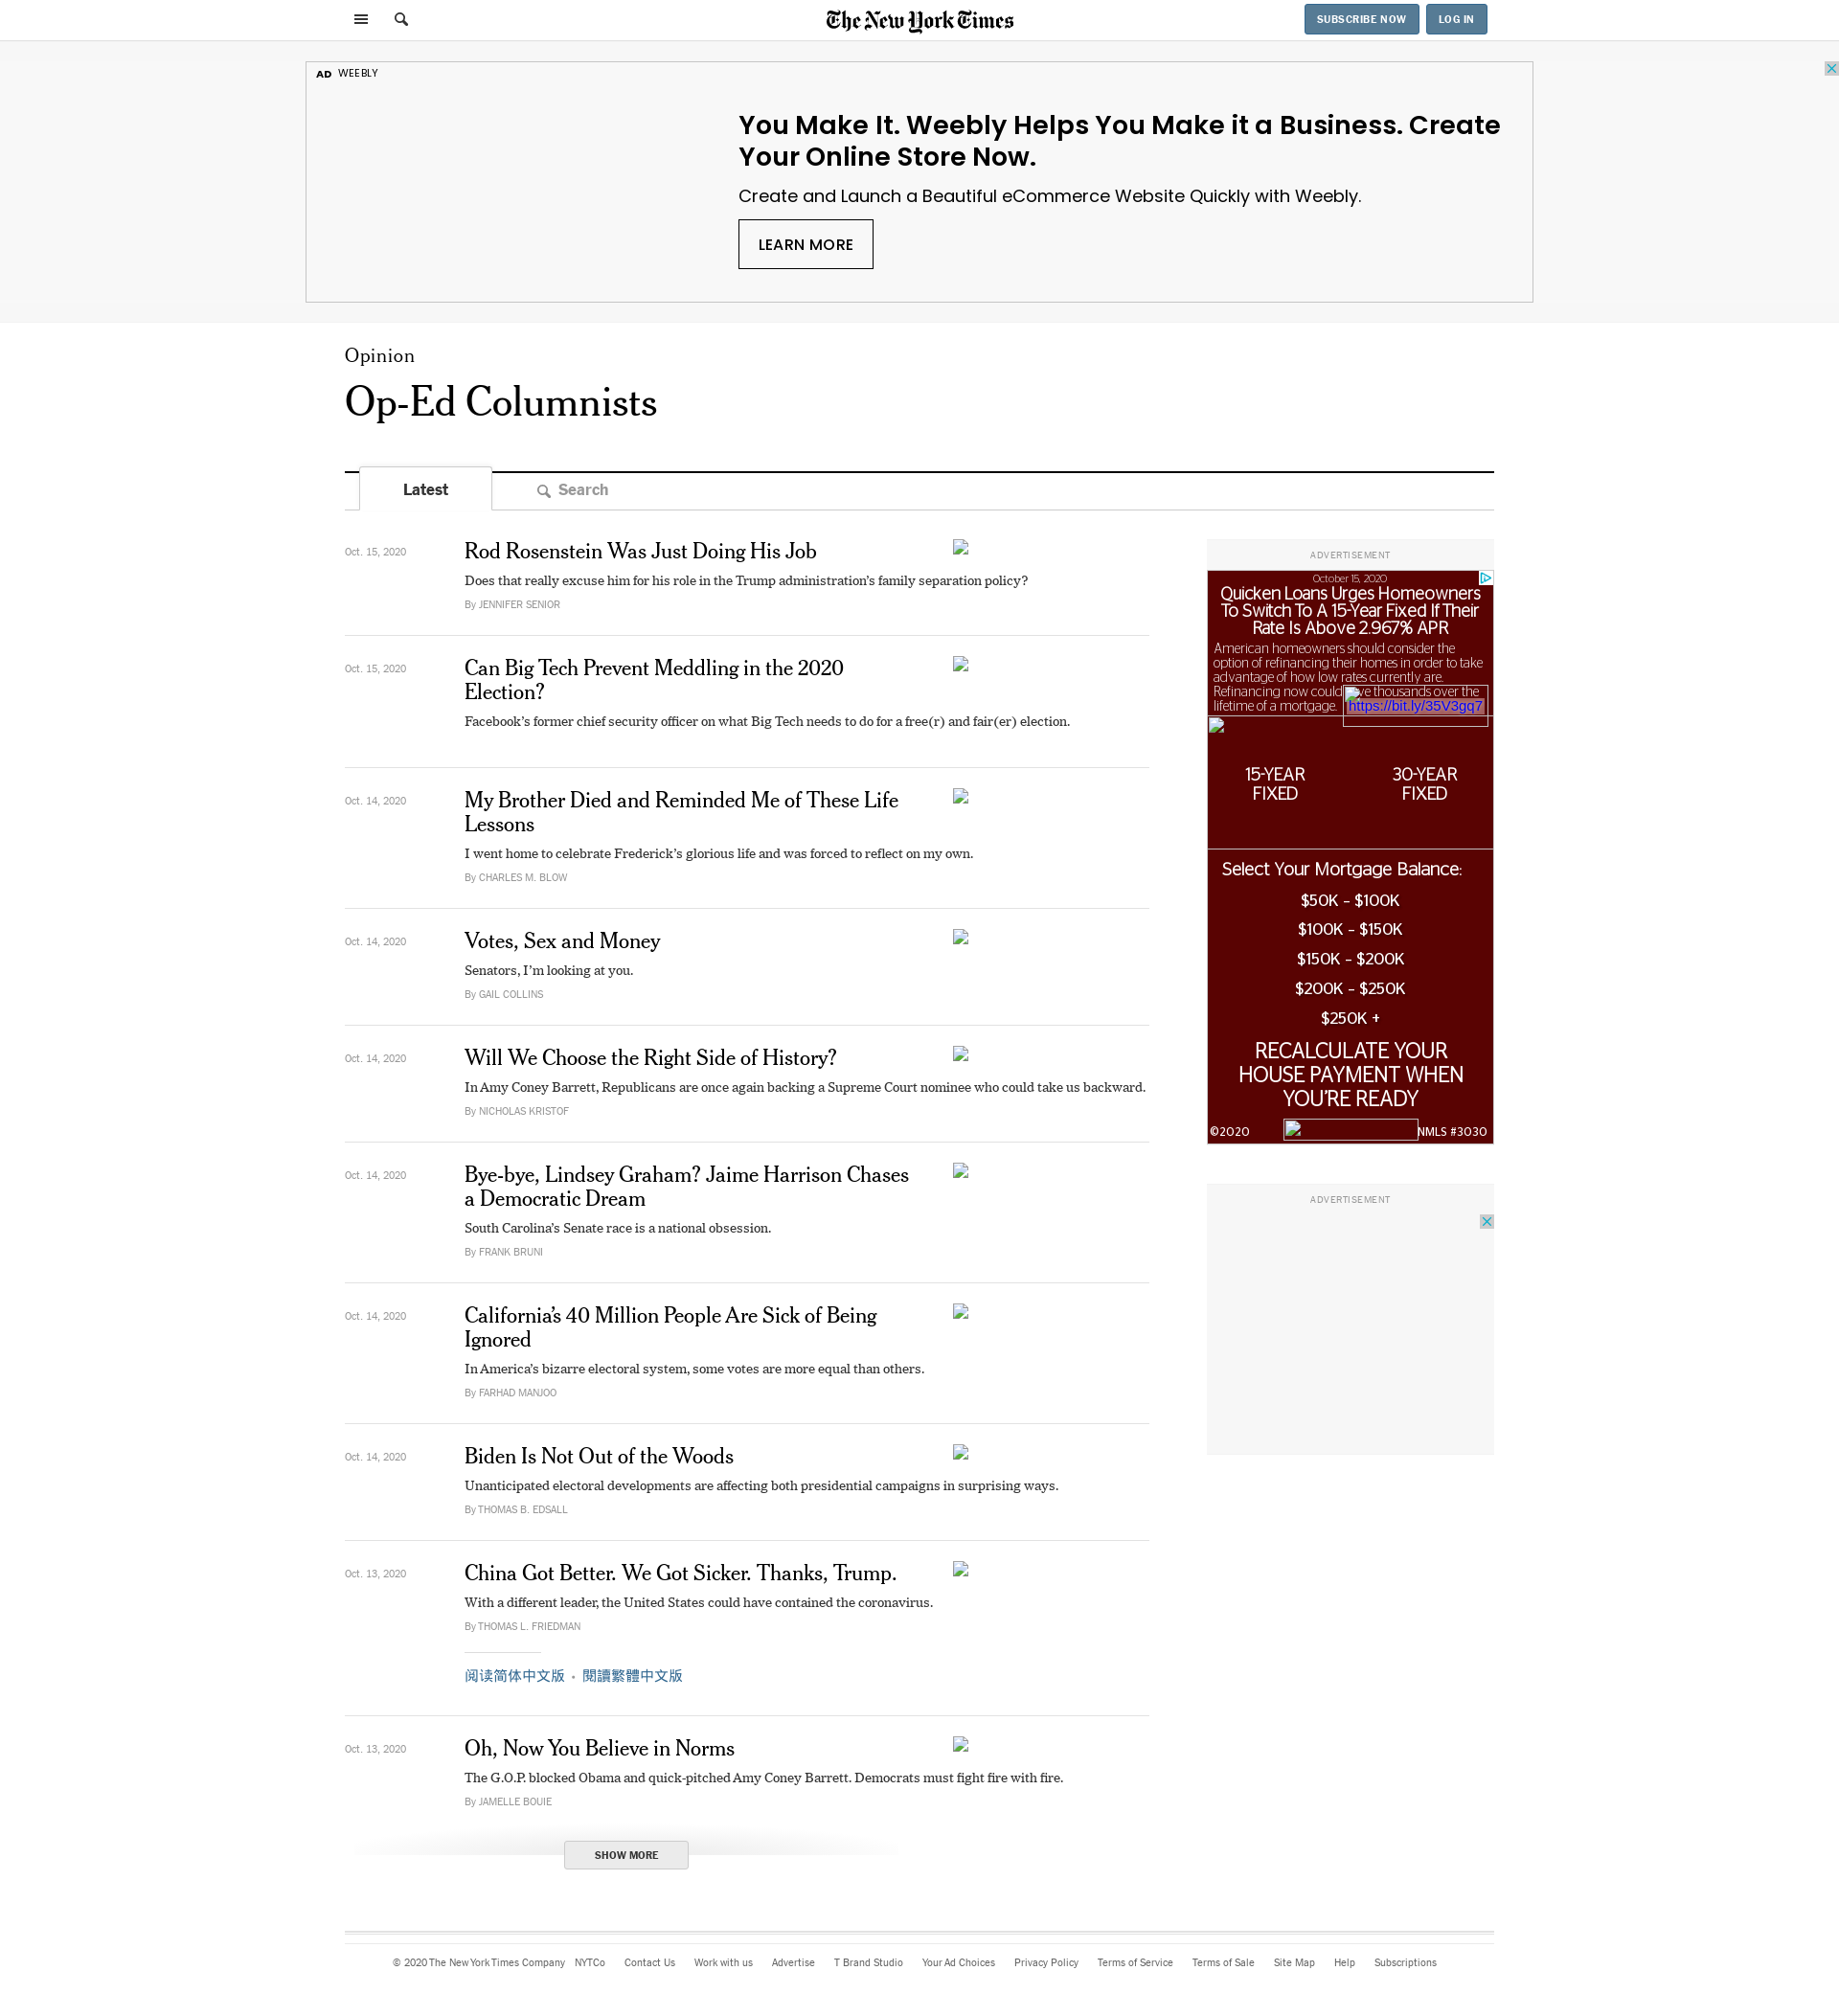 The New York Times
SUBSCRIBE NOW
LOG IN
AD WEEBLY
You Make It. Weebly Helps You Make it a Business. Create
Your Online Store Now.
Create and Launch a Beautiful eCommerce Website Quickly with Weebly.
LEARN MORE
Opinion
Op-Ed Columnists
Latest
Search
Oct. 15, 2020
Rod Rosenstein Was Just Doing His Job
Does that really excuse him for his role in the Trump administration’s family separation policy?
By JENNIFER SENIOR
Oct. 15, 2020
Can Big Tech Prevent Meddling in the 2020
Election?
Facebook’s former chief security officer on what Big Tech needs to do for a free(r) and fair(er) election.
Oct. 14, 2020
My Brother Died and Reminded Me of These Life
Lessons
I went home to celebrate Frederick’s glorious life and was forced to reflect on my own.
By CHARLES M. BLOW
Oct. 14, 2020
Votes, Sex and Money
Senators, I’m looking at you.
By GAIL COLLINS
Oct. 14, 2020
Will We Choose the Right Side of History?
In Amy Coney Barrett, Republicans are once again backing a Supreme Court nominee who could take us backward.
By NICHOLAS KRISTOF
Oct. 14, 2020
Bye-bye, Lindsey Graham? Jaime Harrison Chases
a Democratic Dream
South Carolina’s Senate race is a national obsession.
By FRANK BRUNI
Oct. 14, 2020
California’s 40 Million People Are Sick of Being
Ignored
In America’s bizarre electoral system, some votes are more equal than others.
By FARHAD MANJOO
Oct. 14, 2020
Biden Is Not Out of the Woods
Unanticipated electoral developments are affecting both presidential campaigns in surprising ways.
By THOMAS B. EDSALL
Oct. 13, 2020
China Got Better. We Got Sicker. Thanks, Trump.
With a different leader, the United States could have contained the coronavirus.
By THOMAS L. FRIEDMAN
阅读简体中文版 • 閱讀繁體中文版
Oct. 13, 2020
Oh, Now You Believe in Norms
The G.O.P. blocked Obama and quick-pitched Amy Coney Barrett. Democrats must fight fire with fire.
By JAMELLE BOUIE
SHOW MORE
ADVERTISEMENT
October 15, 2020
Quicken Loans Urges Homeowners
To Switch To A 15-Year Fixed If Their
Rate Is Above 2.967% APR
American homeowners should consider the
option of refinancing their homes in order to take
advantage of how low rates currently are.
Refinancing now could thousands over the
lifetime of a mortgage.
https://bit.ly/35V3gq7
15-YEAR
FIXED
30-YEAR
FIXED
Select Your Mortgage Balance:
$50K - $100K
$100K - $150K
$150K - $200K
$200K - $250K
$250K +
RECALCULATE YOUR
HOUSE PAYMENT WHEN
YOU’RE READY
©2020
NMLS #3030
ADVERTISEMENT
© 2020 The New York Times Company NYTCo Contact Us Work with us Advertise T Brand Studio Your Ad Choices Privacy Policy Terms of Service Terms of Sale Site Map Help Subscriptions